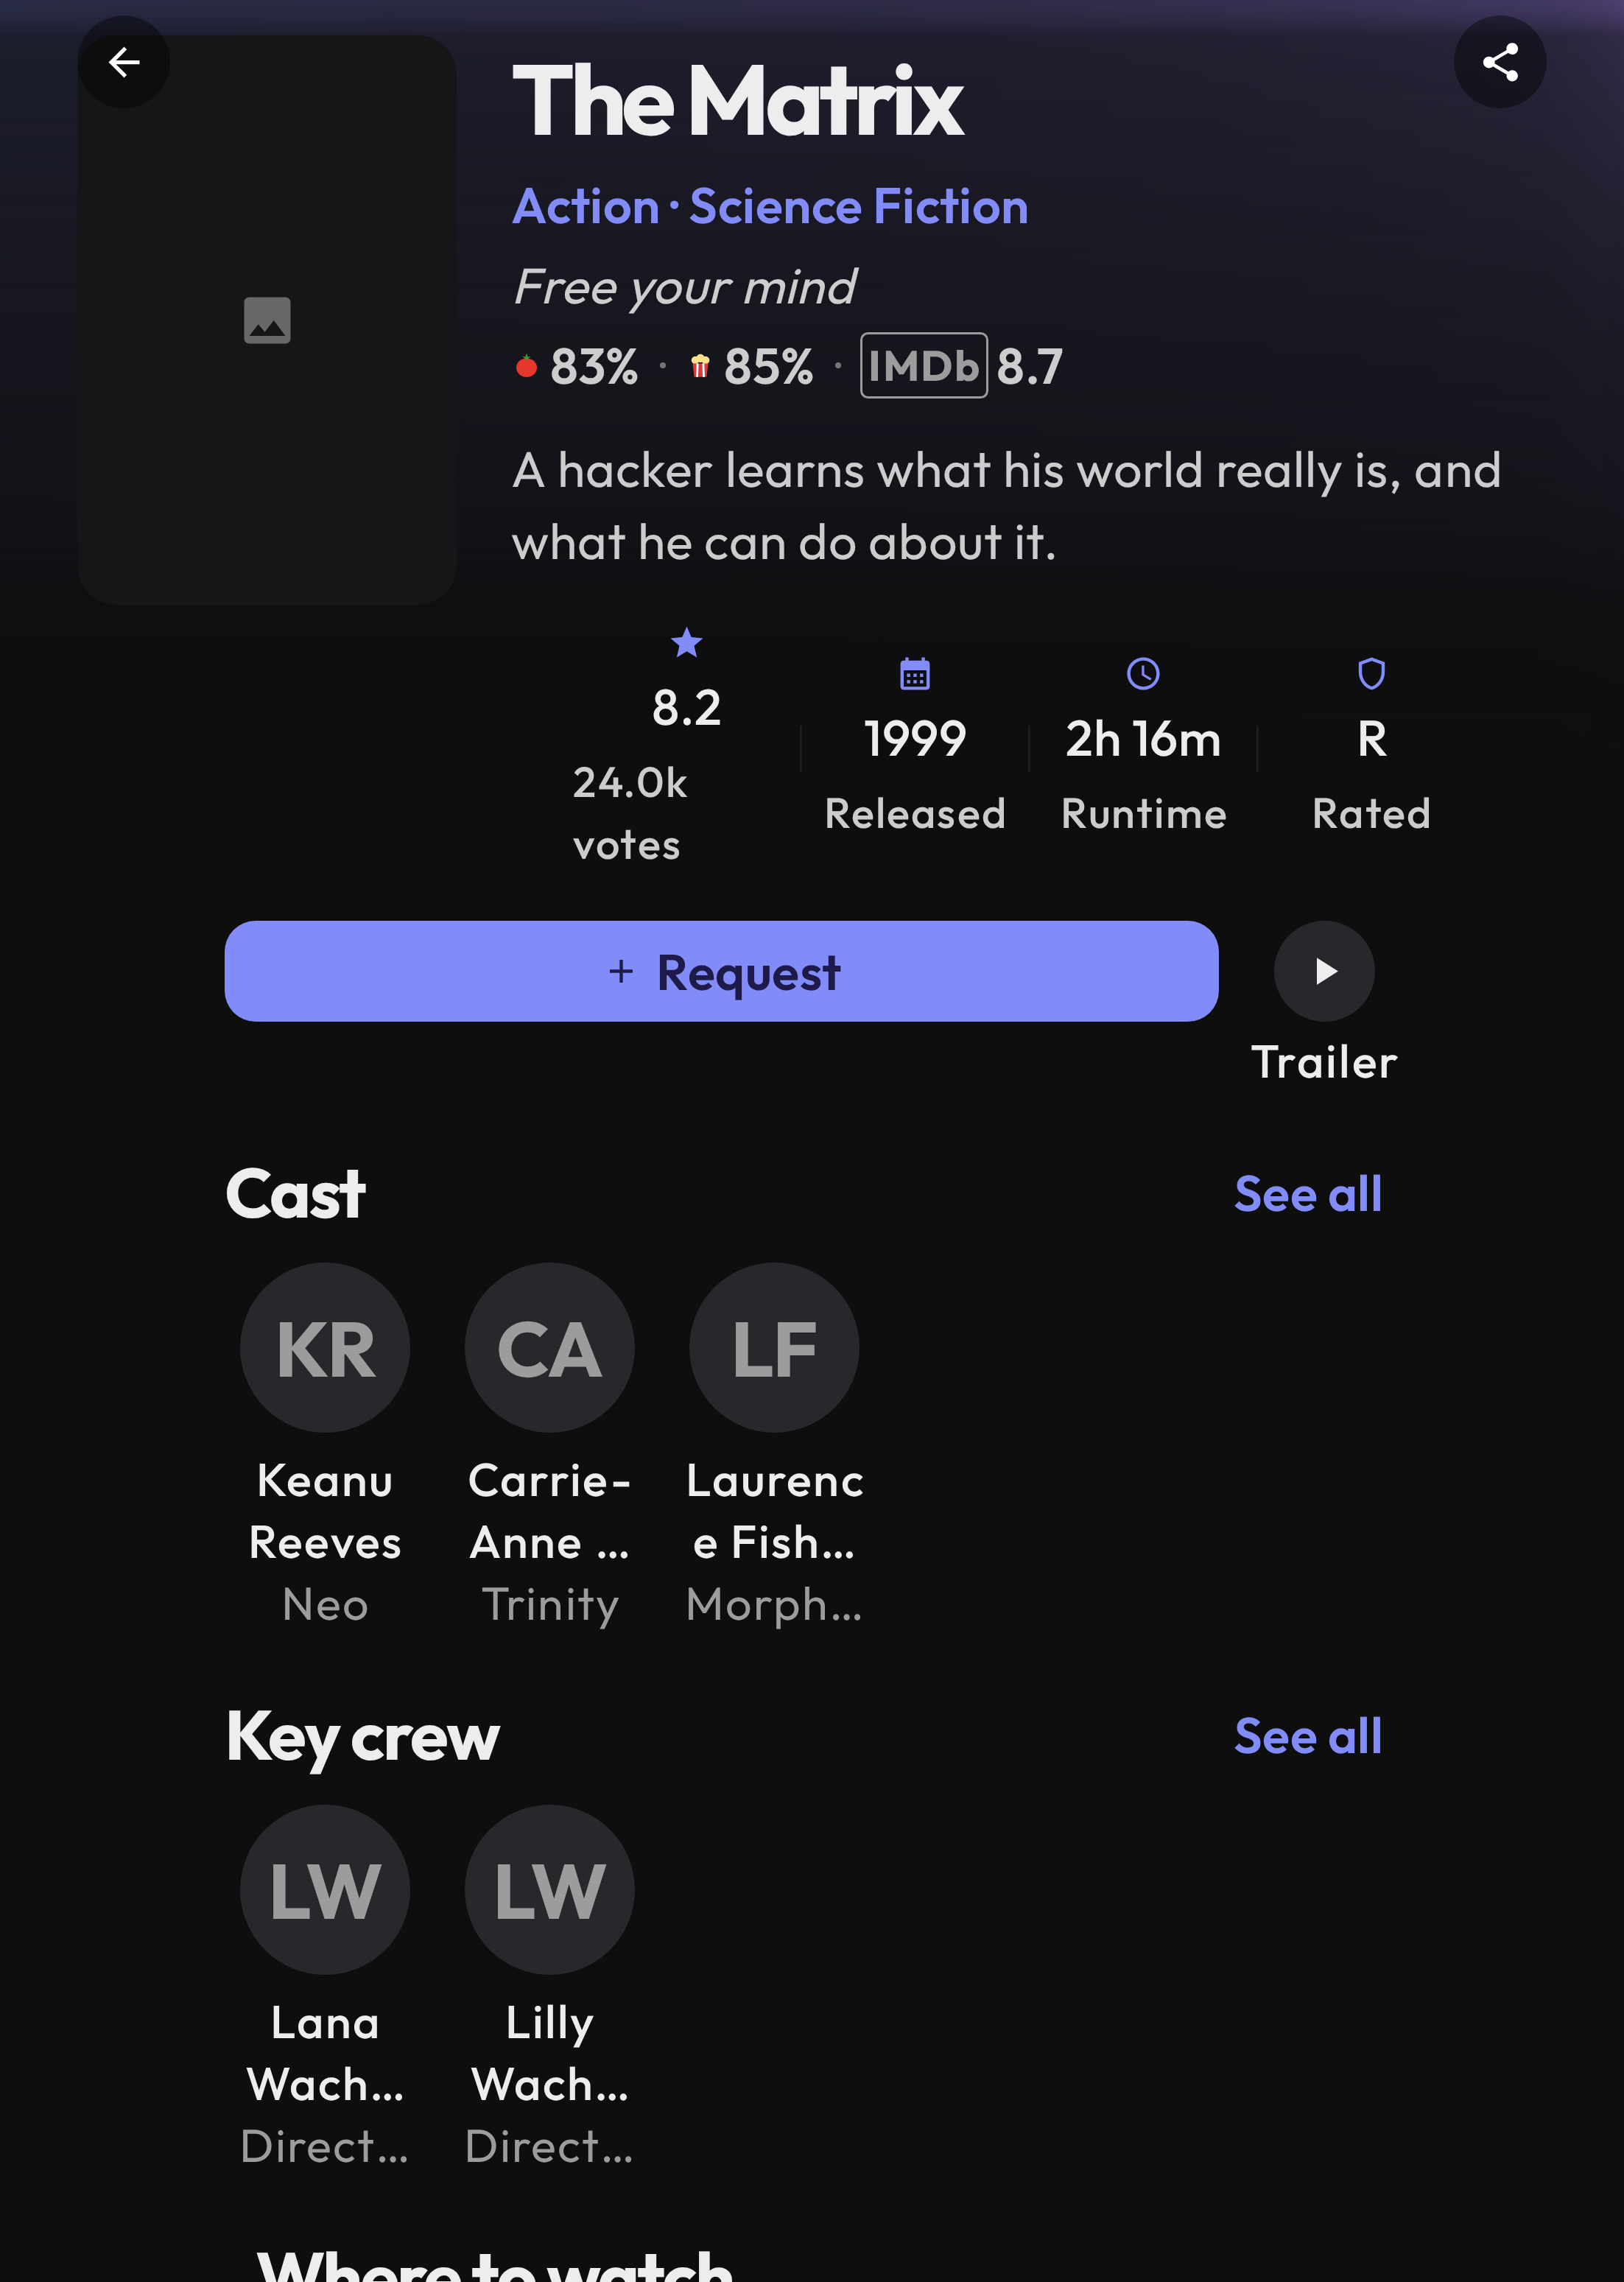 The Matrix
Action · Science Fiction
Free your mind
83% · 85% · IMDb 8.7
A hacker learns what his world really is, and
what he can do about it.
8.2
24.0k
votes
1999
Released
2h 16m
Runtime
R
Rated
+ Request
Trailer
Cast
See all
KR
CA
LF
Keanu
Reeves
Neo
Carrie-
Anne ...
Trinity
Laurenc
e Fish...
Morph...
Key crew
See all
LW
LW
Lana
Wach...
Direct...
Lilly
Wach...
Direct...
Where to watch